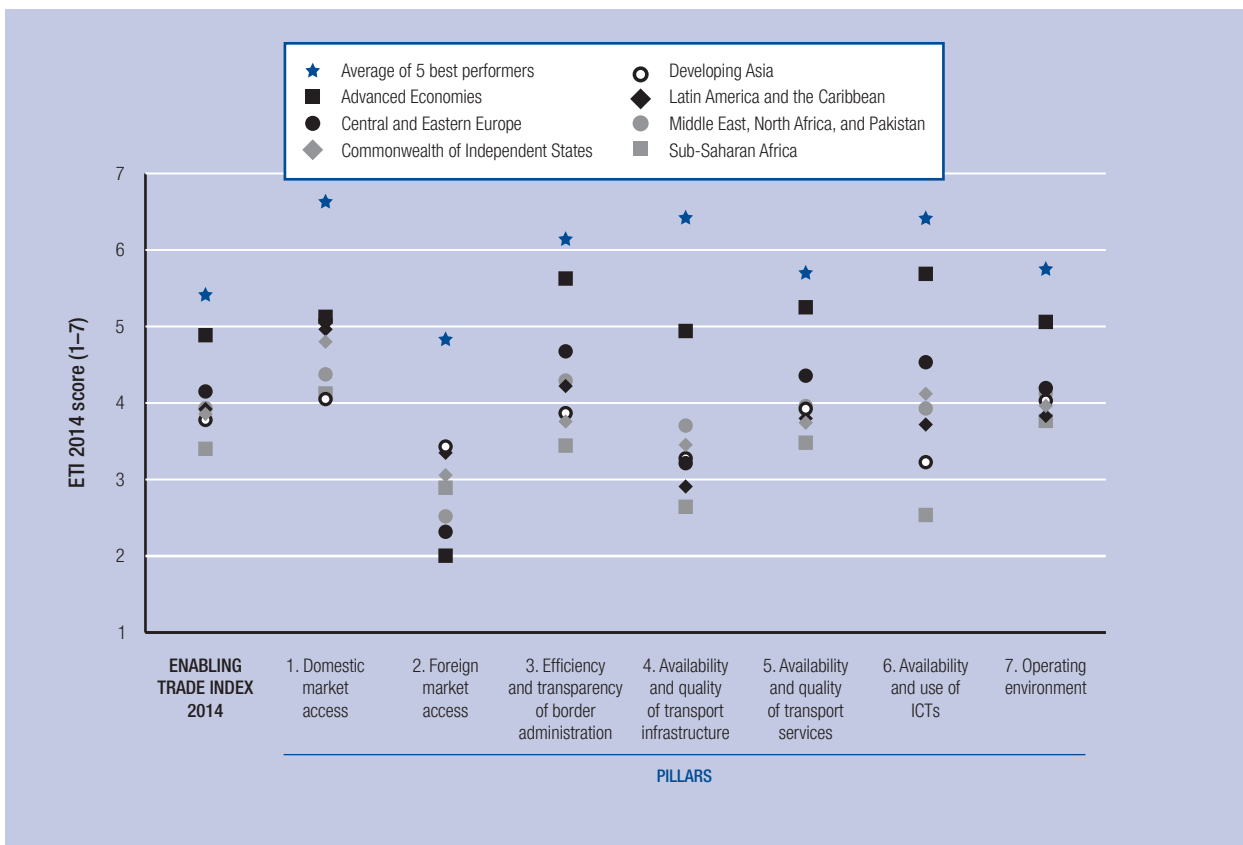 Average of 5 best performers
Advanced Economies
Central and Eastern Europe
Commonwealth of Independent States
Developing Asia
Latin America and the Caribbean
Middle East, North Africa, and Pakistan
Sub-Saharan Africa
ETI 2014 score (1–7)
7
6
5
4
3
2
1
ENABLING
TRADE INDEX
2014
1. Domestic
market
access
2. Foreign
market
access
3. Efficiency
and transparency
of border
administration
4. Availability
and quality
of transport
infrastructure
5. Availability
and quality
of transport
services
6. Availability
and use of
ICTs
7. Operating
environment
PILLARS